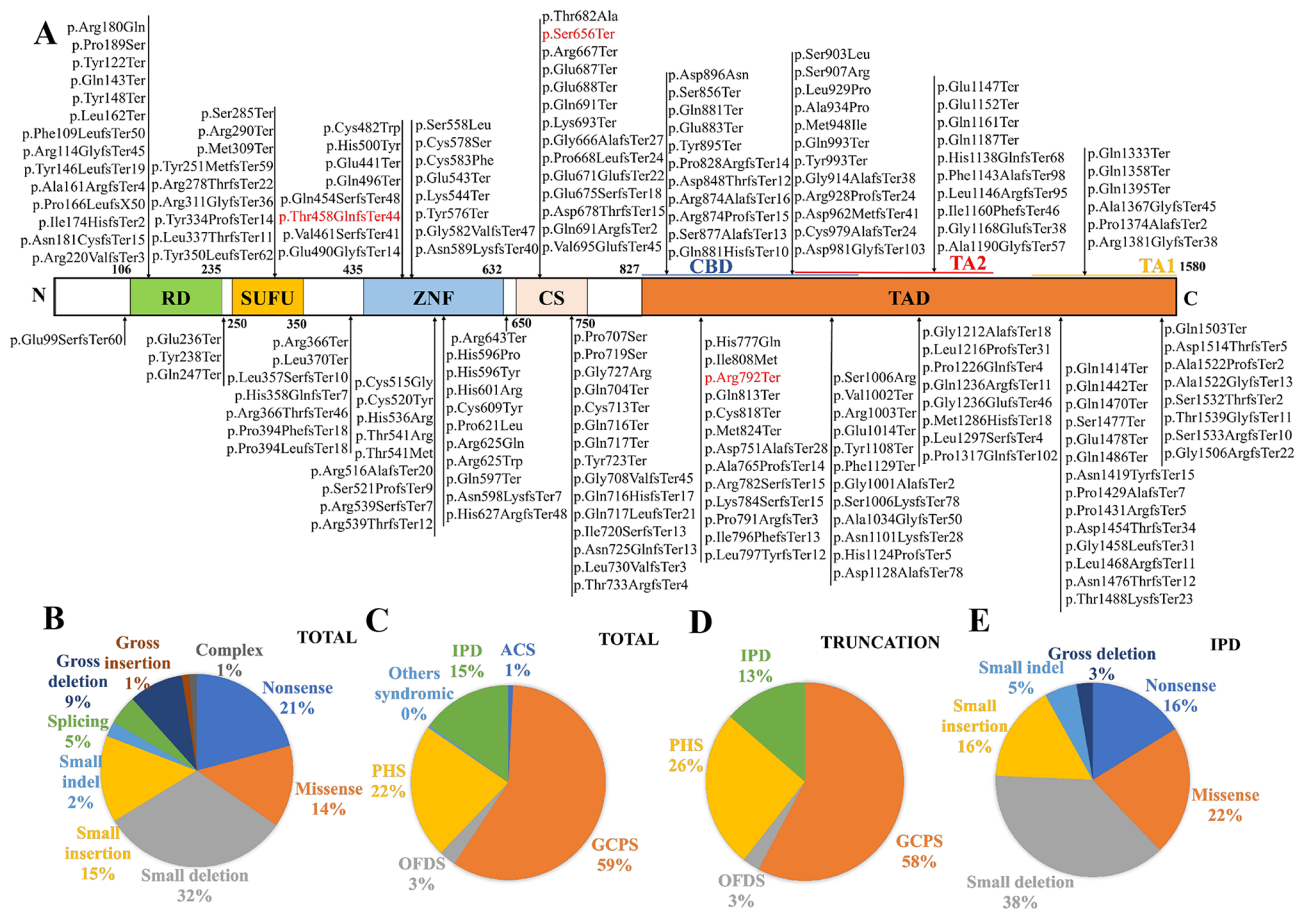 A
p.Arg180Gln
p.Pro189Ser
p.Tyr122Ter
p.Gln143Ter
p.Tyr148Ter
p.Leu162Ter
p.Phe109LeufsTer50
p.Arg114GlyfsTer45
p.Tyr146LeufsTer19
p.Ala161ArgfsTer4
p.Pro166LeufsX50
p.Ile174HisfsTer2
p.Asn181CysfsTer15
p.Arg220ValfsTer3
p.Ser285Ter
p.Arg290Ter
p.Met309Ter
p.Tyr251MetfsTer59
p.Arg278ThrfsTer22
p.Arg311GlyfsTer36
p.Tyr334ProfsTer14
p.Leu337ThrfsTer11
p.Tyr350LeufsTer62
p.Cys482Trp
p.His500Tyr
p.Glu441Ter
p.Gln496Ter
p.Gln454SerfsTer48
p.Thr458GlnfsTer44
p.Val461SerfsTer41
p.Glu490GlyfsTer14
p.Ser558Leu
p.Cys578Ser
p.Cys583Phe
p.Glu543Ter
p.Lys544Ter
p.Tyr576Ter
p.Gly582ValfsTer47
p.Asn589LysfsTer40
p.Thr682Ala
p.Ser656Ter
p.Arg667Ter
p.Glu687Ter
p.Glu688Ter
p.Gln691Ter
p.Lys693Ter
p.Gly666AlafsTer27
p.Pro668LeufsTer24
p.Glu671GlufsTer22
p.Glu675SerfsTer18
p.Asp678ThrfsTer15
p.Gln691ArgfsTer2
p.Val695GlufsTer45
p.Asp896Asn
p.Ser856Ter
p.Gln881Ter
p.Glu883Ter
p.Tyr895Ter
p.Pro828ArgfsTer14
p.Asp848ThrfsTer12
p.Arg874AlafsTer16
p.Arg874ProfsTer15
p.Ser877AlafsTer13
p.Gln881HisfsTer10
p.Ser903Leu
p.Ser907Arg
p.Leu929Pro
p.Ala934Pro
p.Met948Ile
p.Gln993Ter
p.Tyr993Ter
p.Gly914AlafsTer38
p.Arg928ProfsTer24
p.Asp962MetfsTer41
p.Cys979AlafsTer24
p.Asp981GlyfsTer103
p.Glu1147Ter
p.Glu1152Ter
p.Gln1161Ter
p.Gln1187Ter
p.His1138GlnfsTer68
p.Phe1143AlafsTer98
p.Leu1146ArgfsTer95
p.Ile1160PhefsTer46
p.Gly1168GlufsTer38
p.Ala1190GlyfsTer57
p.Gln1333Ter
p.Gln1358Ter
p.Gln1395Ter
p.Ala1367GlyfsTer45
p.Pro1374AlafsTer2
p.Arg1381GlyfsTer38
106 235 435 632 827 CBD TA2 TA1 1580
N RD SUFU ZNF CS TAD C
250 350 650 750
p.Glu99SerfsTer60
p.Glu236Ter
p.Tyr238Ter
p.Gln247Ter
p.Arg366Ter
p.Leu370Ter
p.Leu357SerfsTer10
p.His358GlnfsTer7
p.Arg366ThrfsTer46
p.Pro394PhefsTer18
p.Pro394LeufsTer18
p.Cys515Gly
p.Cys520Tyr
p.His536Arg
p.Thr541Arg
p.Thr541Met
p.Arg516AlafsTer20
p.Ser521ProfsTer9
p.Arg539SerfsTer7
p.Arg539ThrfsTer12
p.Arg643Ter
p.His596Pro
p.His596Tyr
p.His601Arg
p.Cys609Tyr
p.Pro621Leu
p.Arg625Gln
p.Arg625Trp
p.Gln597Ter
p.Asn598LysfsTer7
p.His627ArgfsTer48
p.Pro707Ser
p.Pro719Ser
p.Gly727Arg
p.Gln704Ter
p.Cys713Ter
p.Gln716Ter
p.Gln717Ter
p.Tyr723Ter
p.Gly708ValfsTer45
p.Gln716HisfsTer17
p.Gln717LeufsTer21
p.Ile720SerfsTer13
p.Asn725GlnfsTer13
p.Leu730ValfsTer3
p.Thr733ArgfsTer4
p.His777Gln
p.Ile808Met
p.Arg792Ter
p.Gln813Ter
p.Cys818Ter
p.Met824Ter
p.Asp751AlafsTer28
p.Ala765ProfsTer14
p.Arg782SerfsTer15
p.Lys784SerfsTer15
p.Pro791ArgfsTer3
p.Ile796PhefsTer13
p.Leu797TyrfsTer12
p.Ser1006Arg
p.Val1002Ter
p.Arg1003Ter
p.Glu1014Ter
p.Tyr1108Ter
p.Phe1129Ter
p.Gly1001AlafsTer2
p.Ser1006LysfsTer78
p.Ala1034GlyfsTer50
p.Asn1101LysfsTer28
p.His1124ProfsTer5
p.Asp1128AlafsTer78
p.Gly1212AlafsTer18
p.Leu1216ProfsTer31
p.Pro1226GlnfsTer4
p.Gln1236ArgfsTer11
p.Gly1236GlufsTer46
p.Met1286HisfsTer18
p.Leu1297SerfsTer4
p.Pro1317GlnfsTer102
p.Gln1414Ter
p.Gln1442Ter
p.Gln1470Ter
p.Ser1477Ter
p.Glu1478Ter
p.Gln1486Ter
p.Asn1419TyrfsTer15
p.Pro1429AlafsTer7
p.Pro1431ArgfsTer5
p.Asp1454ThrfsTer34
p.Gly1458LeufsTer31
p.Leu1468ArgfsTer11
p.Asn1476ThrfsTer12
p.Thr1488LysfsTer23
p.Gln1503Ter
p.Asp1514ThrfsTer5
p.Ala1522ProfsTer2
p.Ala1522GlyfsTer13
p.Ser1532ThrfsTer2
p.Thr1539GlyfsTer11
p.Ser1533ArgfsTer10
p.Gly1506ArgfsTer22
B
TOTAL
Complex
1%
Gross
insertion
1%
Gross
deletion
9%
Splicing
5%
Small
indel
2%
Small
insertion
15%
Small deletion
32%
Missense
14%
Nonsense
21%
C
TOTAL
IPD
15%
ACS
1%
Others
syndromic
0%
PHS
22%
OFDS
3%
GCPS
59%
D
TRUNCATION
IPD
13%
PHS
26%
OFDS
3%
GCPS
58%
E
IPD
Gross deletion
3%
Small indel
5%
Nonsense
16%
Small
insertion
16%
Missense
22%
Small deletion
38%